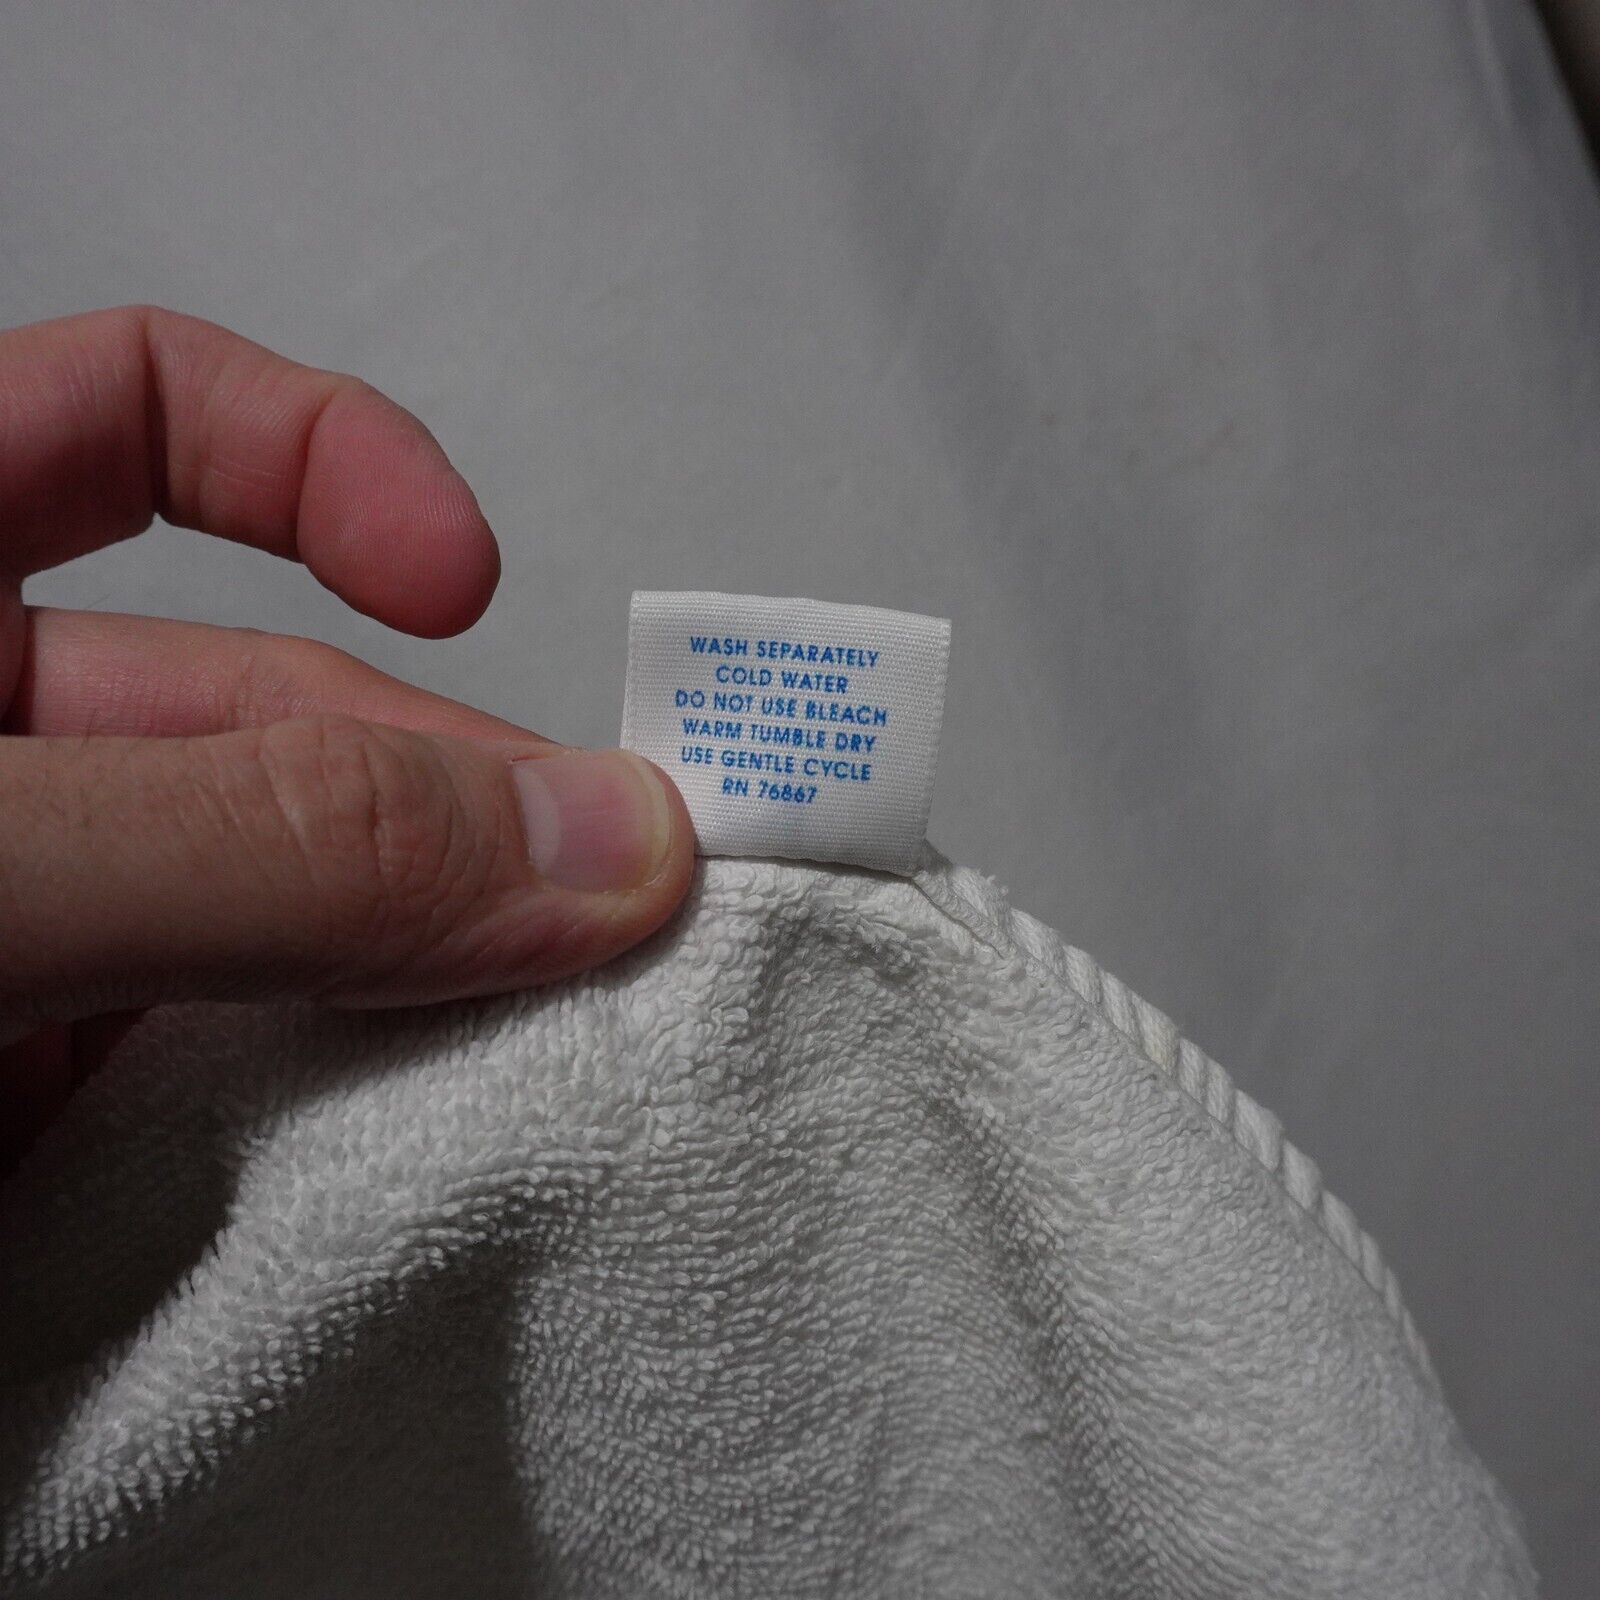 WASH SEPARATELY
COLD WATER
DO NOT USE BLEACH
WARM TUMBLE DRY
USE GENTLE CYCLE
RN 76867